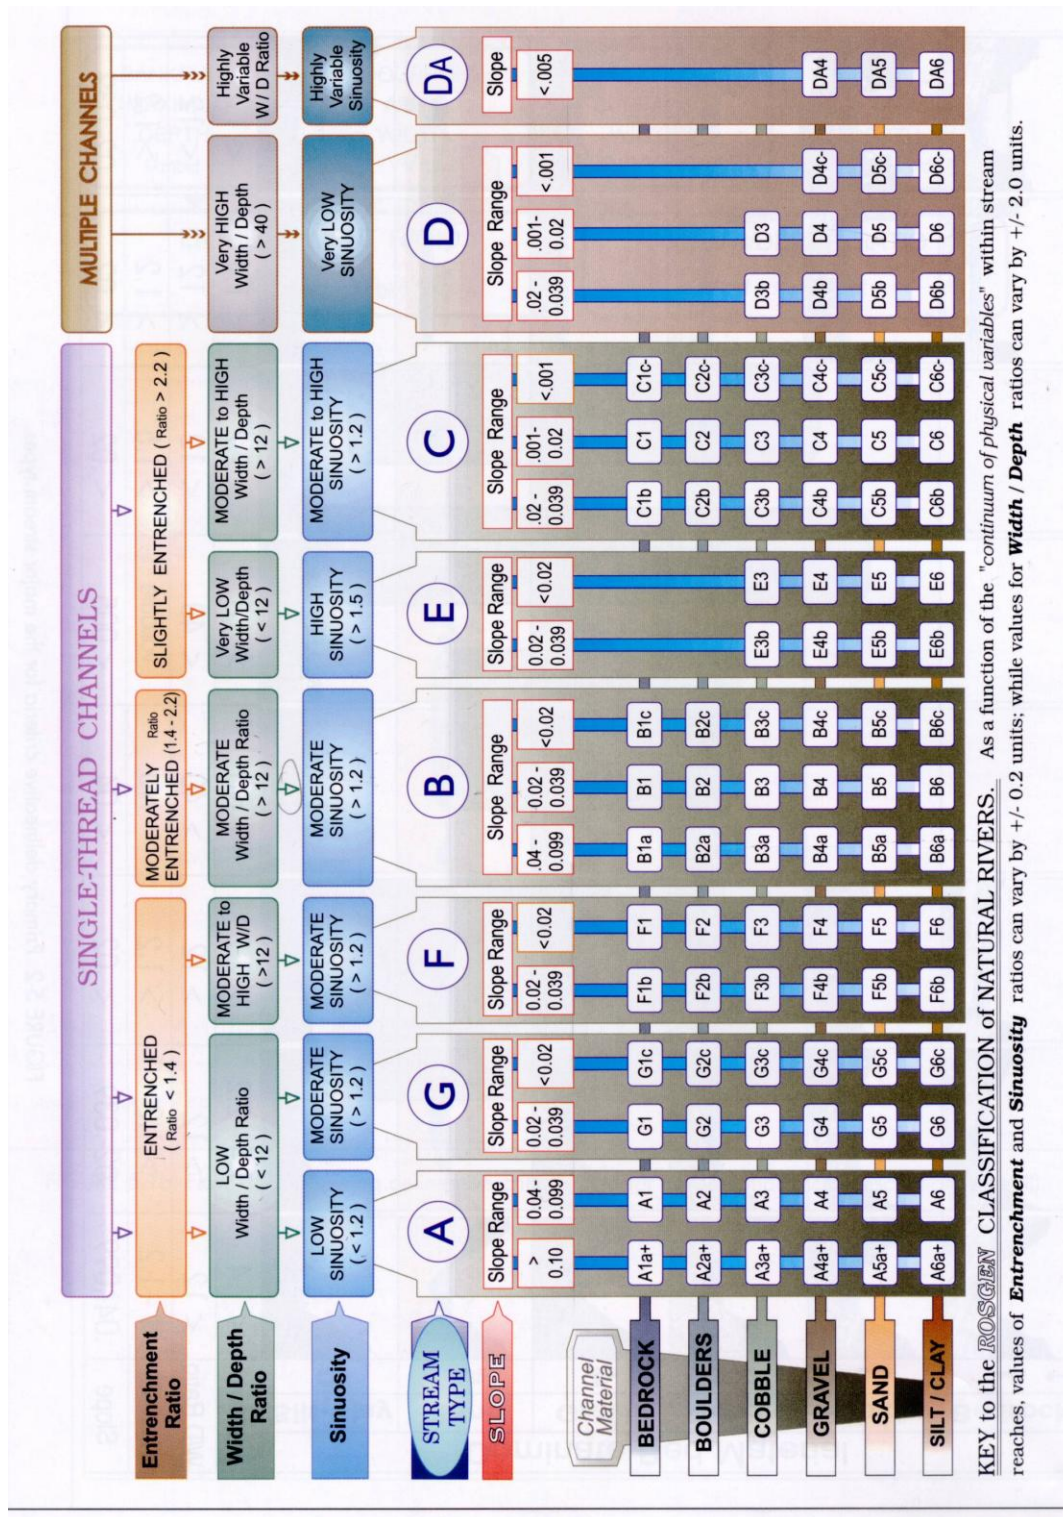 SINGLE-THREAD CHANNELS
MULTIPLE CHANNELS
Entrenchment
Ratio
ENTRENCHED
( Ratio < 1.4 )
MODERATELY Ratio
ENTRENCHED (1.4 - 2.2)
SLIGHTLY ENTRENCHED ( Ratio > 2.2 )
Width / Depth
Ratio
LOW
Width / Depth Ratio
( < 12 )
MODERATE to
HIGH W/D
( >12 )
MODERATE
Width / Depth Ratio
( >12 )
Very LOW
Width/Depth
( < 12 )
MODERATE to HIGH
Width / Depth
( > 12 )
Very HIGH
Width / Depth
( > 40 )
Highly
Variable
W / D Ratio
Sinuosity
LOW
SINUOSITY
( < 1.2 )
MODERATE
SINUOSITY
( > 1.2 )
MODERATE
SINUOSITY
( > 1.2 )
MODERATE
SINUOSITY
( > 1.2 )
HIGH
SINUOSITY
( > 1.5 )
MODERATE to HIGH
SINUOSITY
( > 1.2 )
Very LOW
SINUOSITY
Highly
Variable
Sinuosity
STREAM
TYPE
A G F B E C D DA
SLOPE
Slope Range
> 0.10
0.04 - 0.099
Slope Range
0.02 - 0.039
<0.02
Slope Range
0.02 - 0.039
<0.02
Slope Range
.04 - 0.099
0.02 - 0.039
<0.02
Slope Range
0.02 - 0.039
<0.02
Slope Range
.02 - 0.039
.001- 0.02
<.001
Slope Range
.02 - 0.039
.001- 0.02
<.001
Slope
<.005
Channel
Material
BEDROCK A1a+ A1 G1 G1c F1b F1 B1a B1 B1c C1b C1 C1c-
BOULDERS A2a+ A2 G2 G2c F2b F2 B2a B2 B2c C2b C2 C2c-
COBBLE A3a+ A3 G3 G3c F3b F3 B3a B3 B3c E3b E3 C3b C3 C3c- D3b D3
GRAVEL A4a+ A4 G4 G4c F4b F4 B4a B4 B4c E4b E4 C4b C4 C4c- D4b D4 D4c- DA4
SAND A5a+ A5 G5 G5c F5b F5 B5a B5 B5c E5b E5 C5b C5 C5c- D5b D5 D5c- DA5
SILT / CLAY A6a+ A6 G6 G6c F6b F6 B6a B6 B6c E6b E6 C6b C6 C6c- D6b D6 D6c- DA6
KEY to the ROSGEN CLASSIFICATION of NATURAL RIVERS. As a function of the "continuum of physical variables" within stream
reaches, values of Entrenchment and Sinuosity ratios can vary by +/- 0.2 units; while values for Width / Depth ratios can vary by +/- 2.0 units.